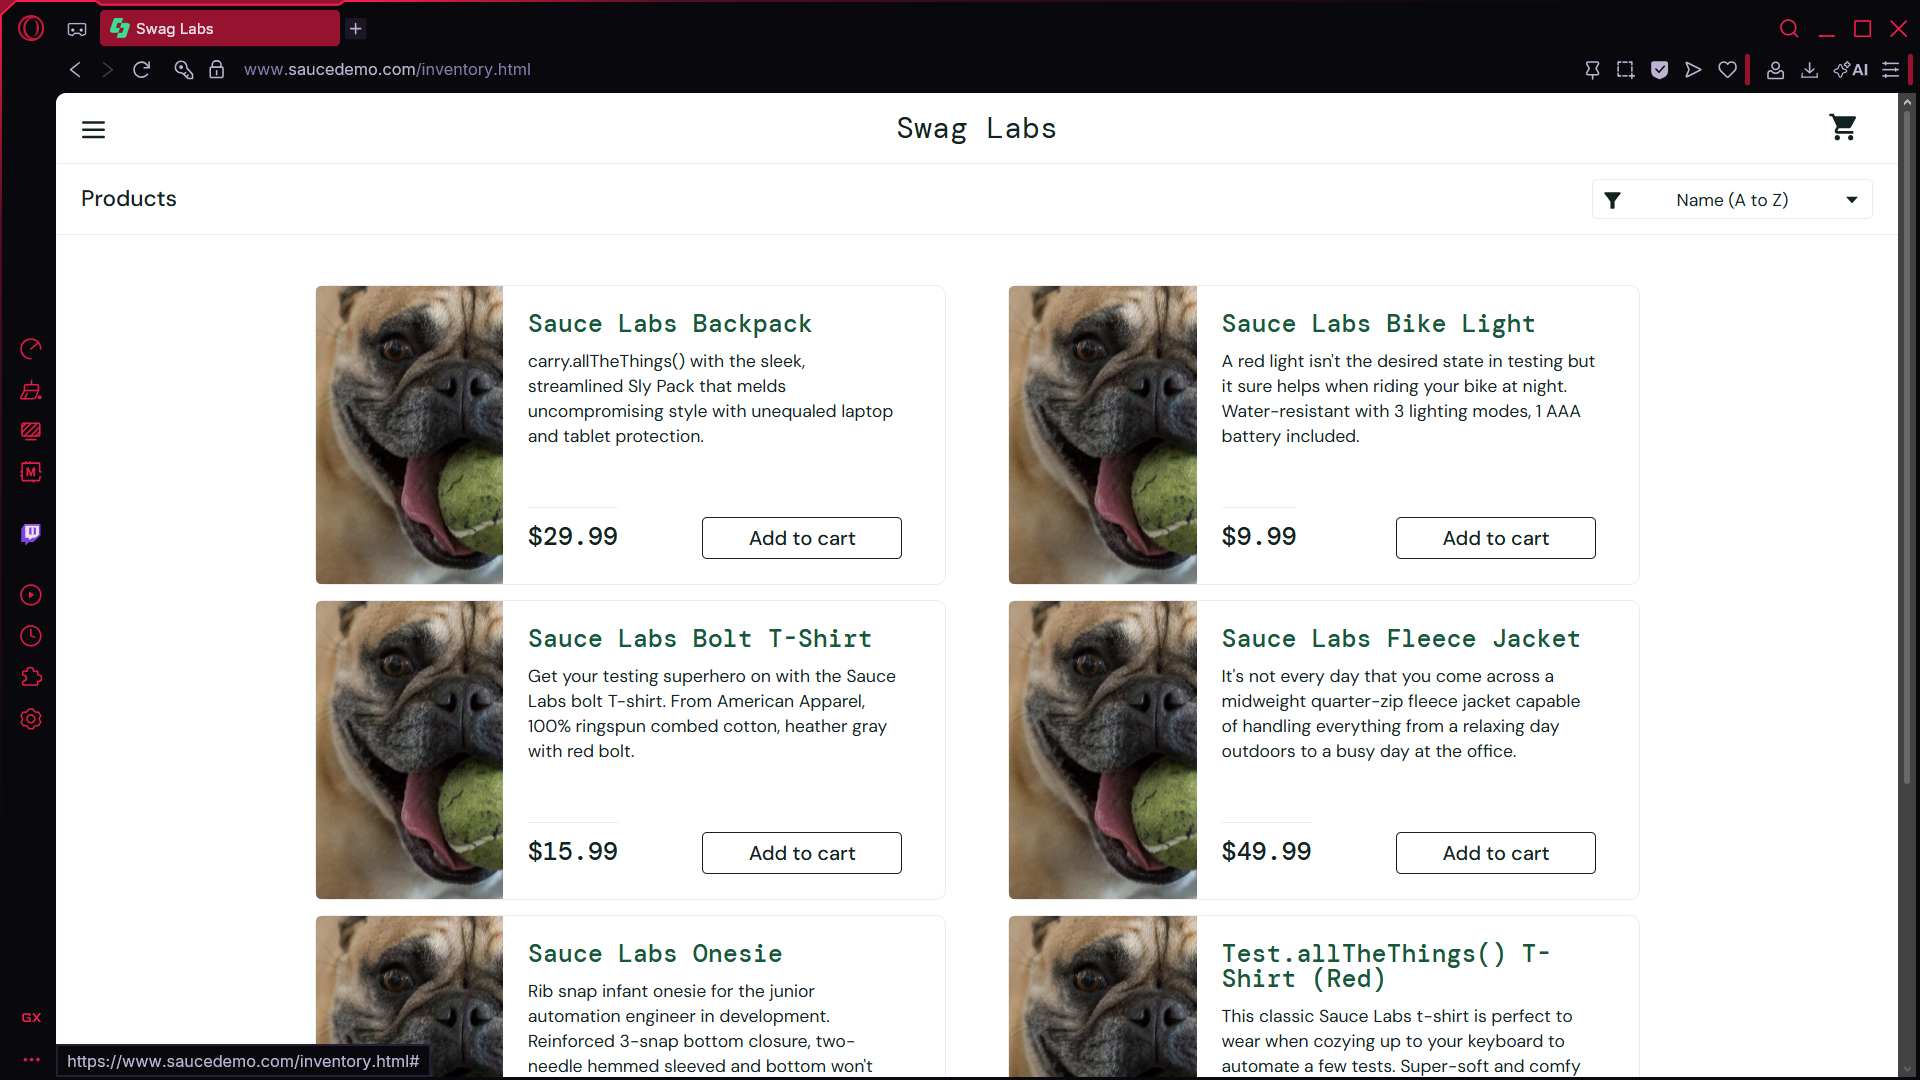 Swag Labs
www.saucedemo.com/inventory.html
AI
Swag Labs
Products
Name (A to Z)
Sauce Labs Backpack
carry.allTheThings() with the sleek,
streamlined Sly Pack that melds
uncompromising style with unequaled laptop
and tablet protection.
$29.99
Add to cart
Sauce Labs Bike Light
A red light isn't the desired state in testing but
it sure helps when riding your bike at night.
Water-resistant with 3 lighting modes, 1 AAA
battery included.
$9.99
Add to cart
Sauce Labs Bolt T-Shirt
Get your testing superhero on with the Sauce
Labs bolt T-shirt. From American Apparel,
100% ringspun combed cotton, heather gray
with red bolt.
$15.99
Add to cart
Sauce Labs Fleece Jacket
It's not every day that you come across a
midweight quarter-zip fleece jacket capable
of handling everything from a relaxing day
outdoors to a busy day at the office.
$49.99
Add to cart
Sauce Labs Onesie
Rib snap infant onesie for the junior
automation engineer in development.
Reinforced 3-snap bottom closure, two-
needle hemmed sleeved and bottom won't
Test.allTheThings() T-
Shirt (Red)
This classic Sauce Labs t-shirt is perfect to
wear when cozying up to your keyboard to
automate a few tests. Super-soft and comfy
M
GX
https://www.saucedemo.com/inventory.html#